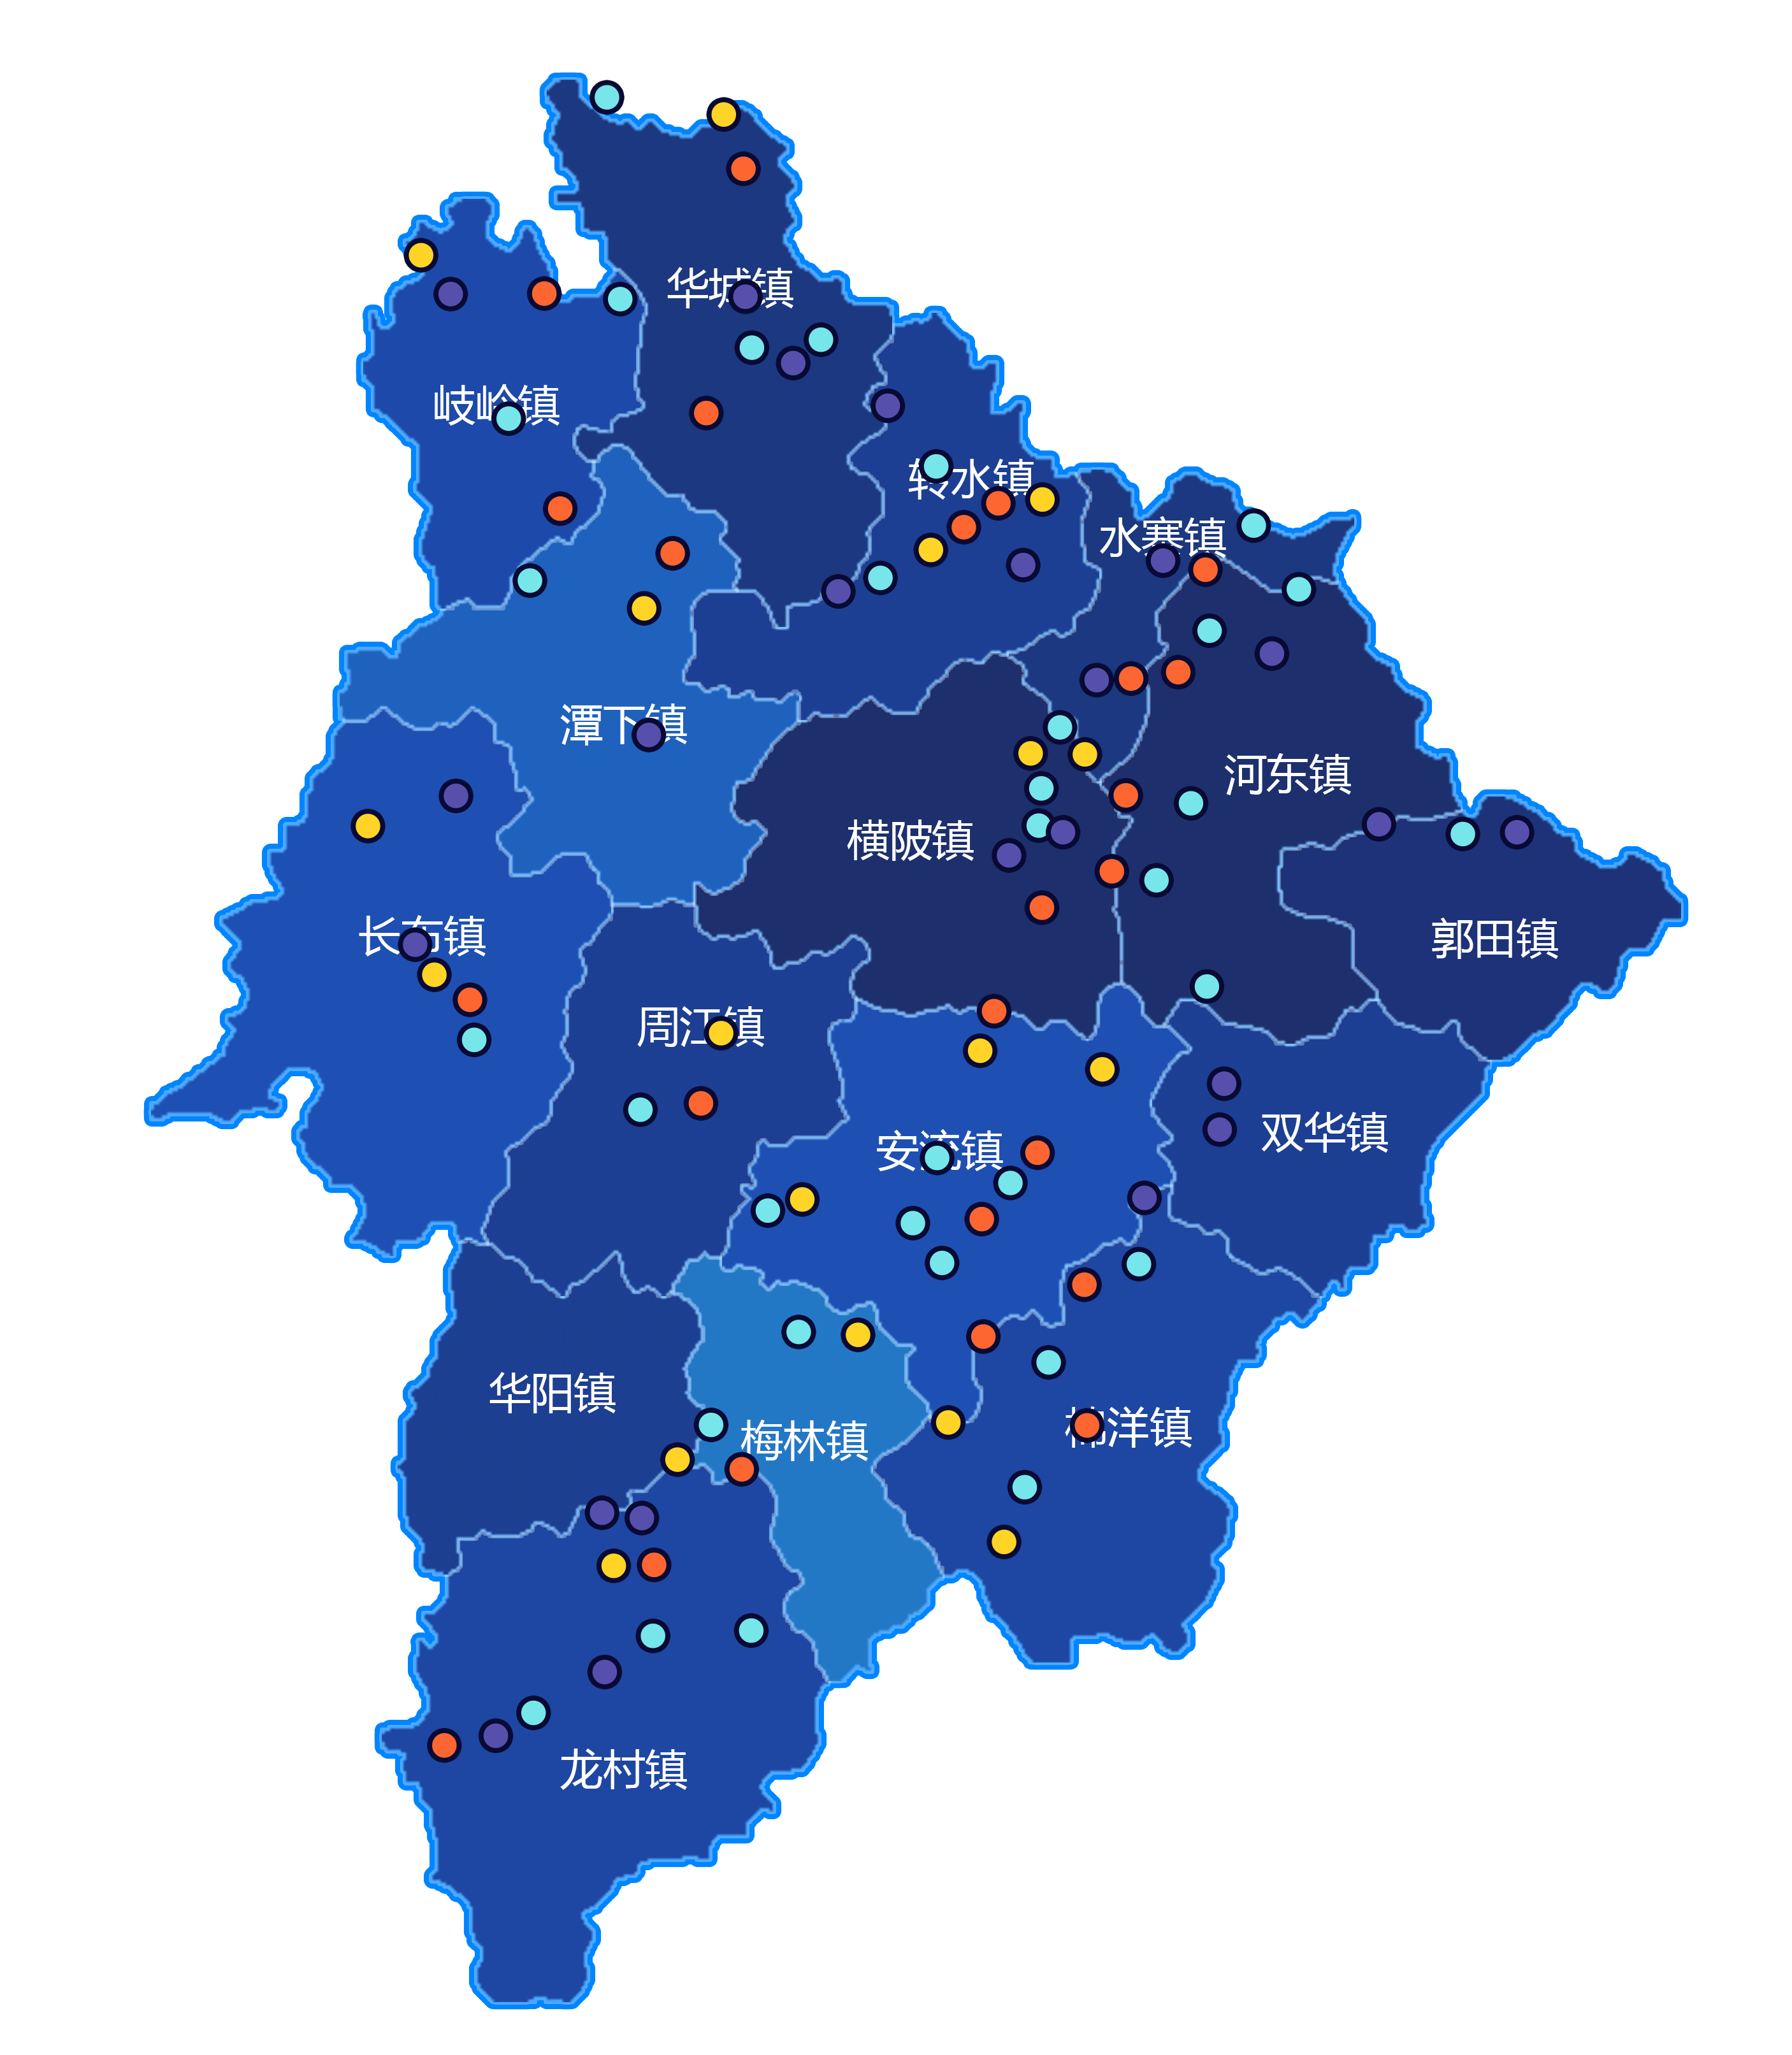 华城镇
岐岭镇
转水镇
水寨镇
潭下镇
河东镇
横陂镇
长布镇
郭田镇
周江镇
双华镇
安流镇
华阳镇
棉洋镇
梅林镇
龙村镇